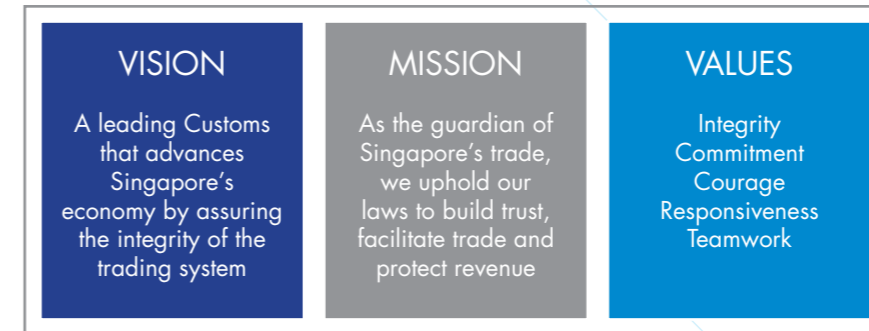 VISION
A leading Customs
that advances
Singapore's
economy by assuring
the integrity of the
trading system
MISSION
As the guardian of
Singapore's trade,
we uphold our
laws to build trust,
facilitate trade and
protect revenue
VALUES
Integrity
Commitment
Courage
Responsiveness
Teamwork